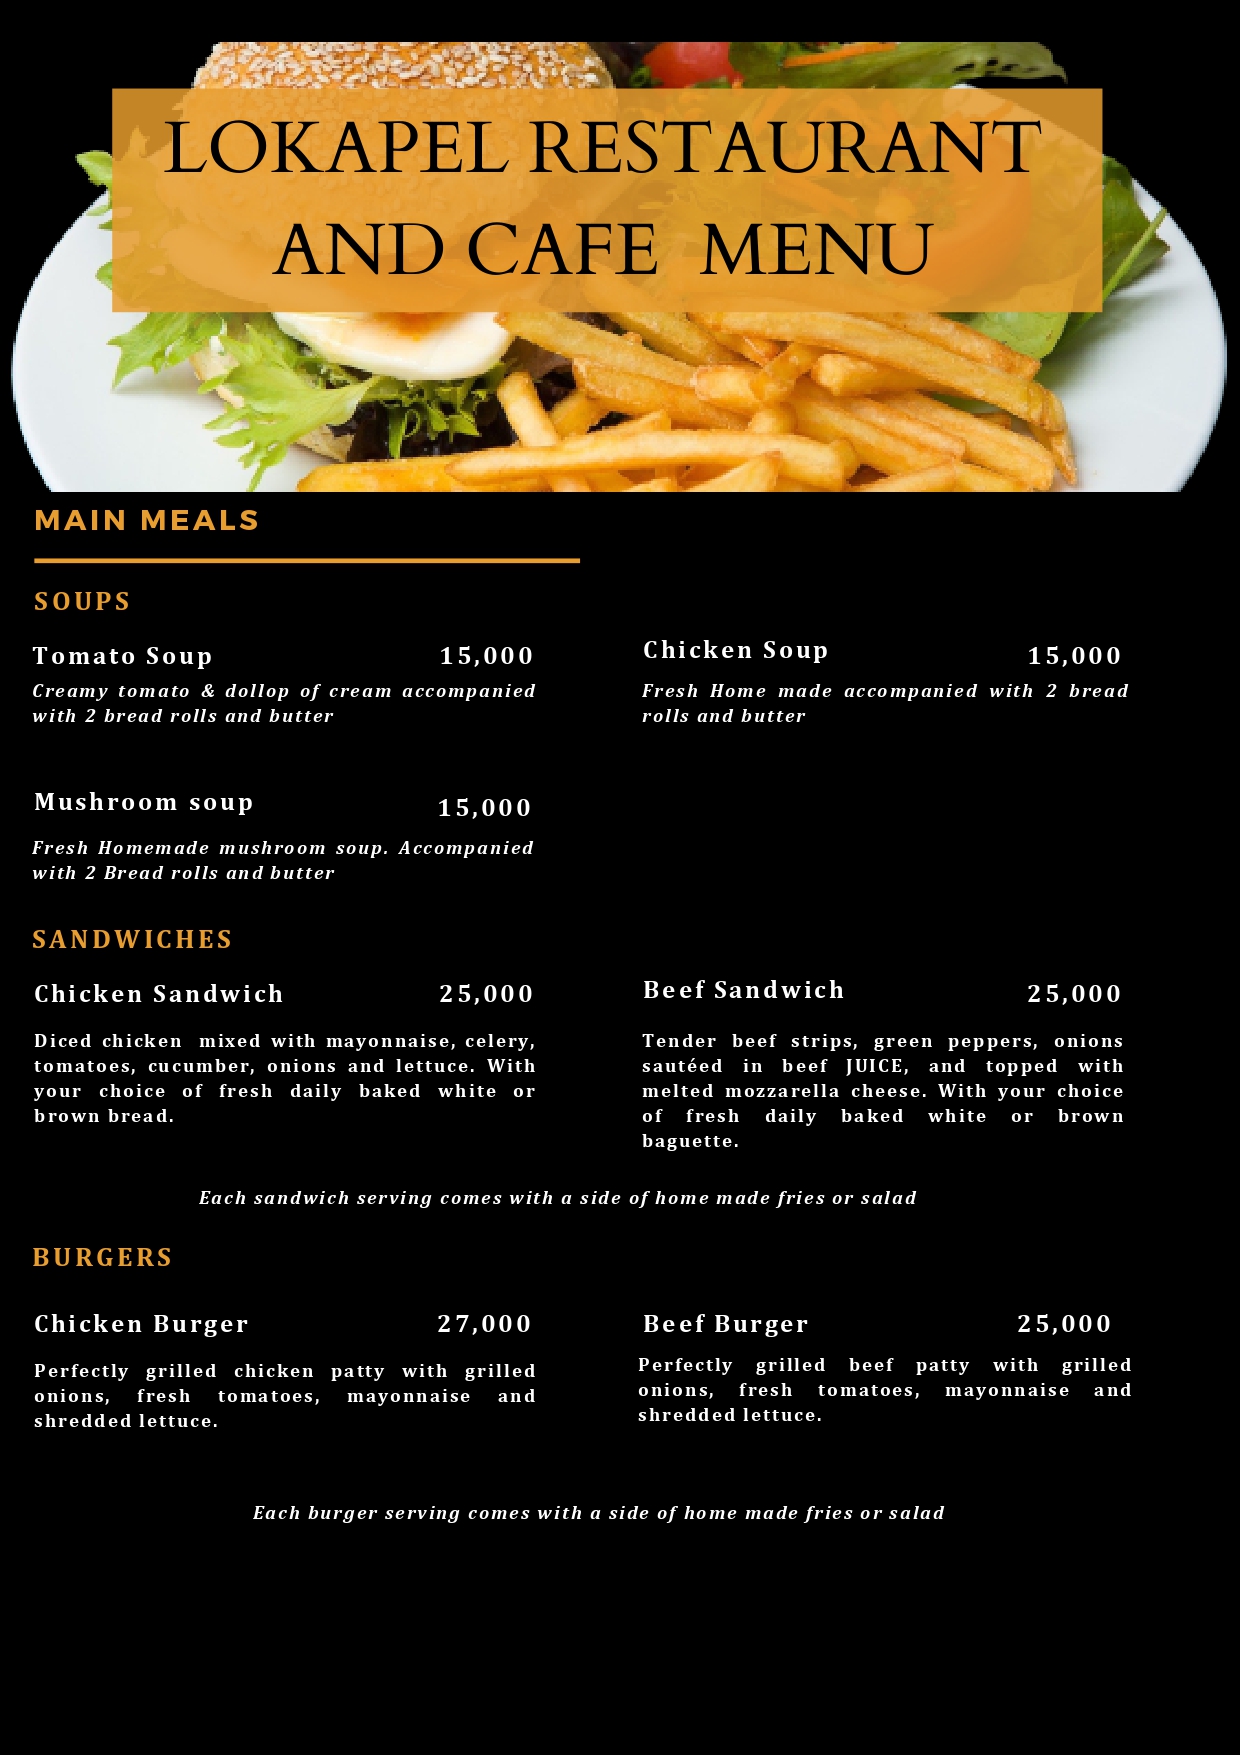 LOKAPEL RESTAURANT
AND CAFE MENU
MAIN MEALS
SOUPS
Tomato Soup 15,000
Creamy tomato & dollop of cream accompanied
with 2 bread rolls and butter
Chicken Soup 15,000
Fresh Home made accompanied with 2 bread
rolls and butter
Mushroom soup 15,000
Fresh Homemade mushroom soup. Accompanied
with 2 Bread rolls and butter
SANDWICHES
Chicken Sandwich 25,000
Diced chicken mixed with mayonnaise, celery,
tomatoes, cucumber, onions and lettuce. With
your choice of fresh daily baked white or
brown bread.
Beef Sandwich 25,000
Tender beef strips, green peppers, onions
sautéed in beef JUICE, and topped with
melted mozzarella cheese. With your choice
of fresh daily baked white or brown
baguette.
Each sandwich serving comes with a side of home made fries or salad
BURGERS
Chicken Burger 27,000
Perfectly grilled chicken patty with grilled
onions, fresh tomatoes, mayonnaise and
shredded lettuce.
Beef Burger 25,000
Perfectly grilled beef patty with grilled
onions, fresh tomatoes, mayonnaise and
shredded lettuce.
Each burger serving comes with a side of home made fries or salad